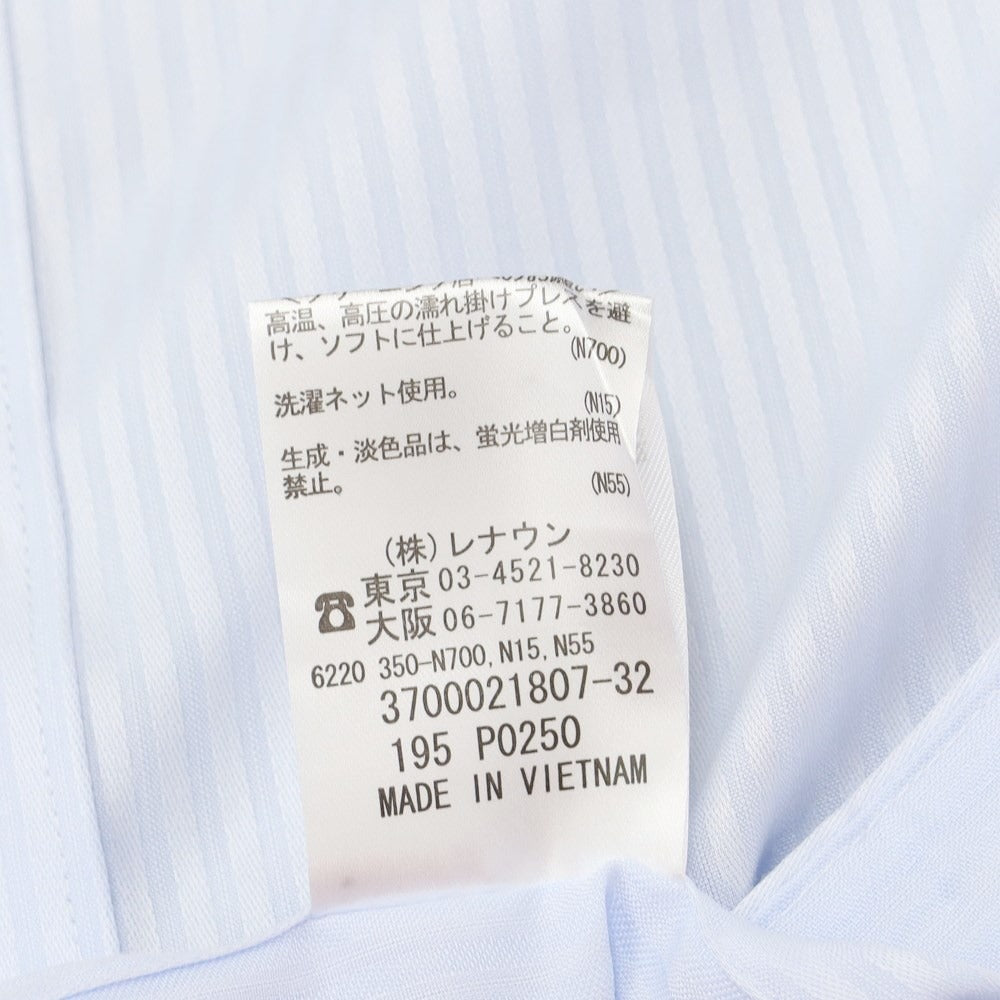 高温、高圧の濡れ掛けプレスを避
け、ソフトに仕上げること。
(N700)
洗濯ネット使用。
(N15)
生成・淡色品は、蛍光増白剤使用
禁止。
(N55)
(株)レナウン
東京 03-4521-8230
大阪 06-7177-3860
6220 350-N700, N15, N55
3700021807-32
195 P0250
MADE IN VIETNAM